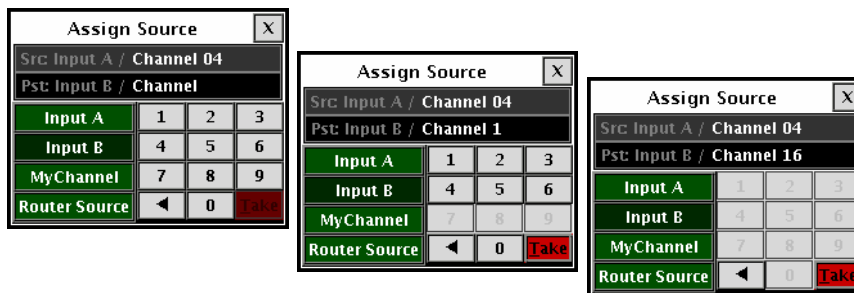 Assign Source X
Src: Input A / Channel 04
Pst: Input B / Channel
Input A 1 2 3
Input B 4 5 6
MyChannel 7 8 9
Router Source ◀ 0 Take
Assign Source X
Src: Input A / Channel 04
Pst: Input B / Channel 1
Input A 1 2 3
Input B 4 5 6
MyChannel 7 8 9
Router Source ◀ 0 Take
Assign Source X
Src: Input A / Channel 04
Pst: Input B / Channel 16
Input A 1 2 3
Input B 4 5 6
MyChannel 7 8 9
Router Source ◀ 0 Take